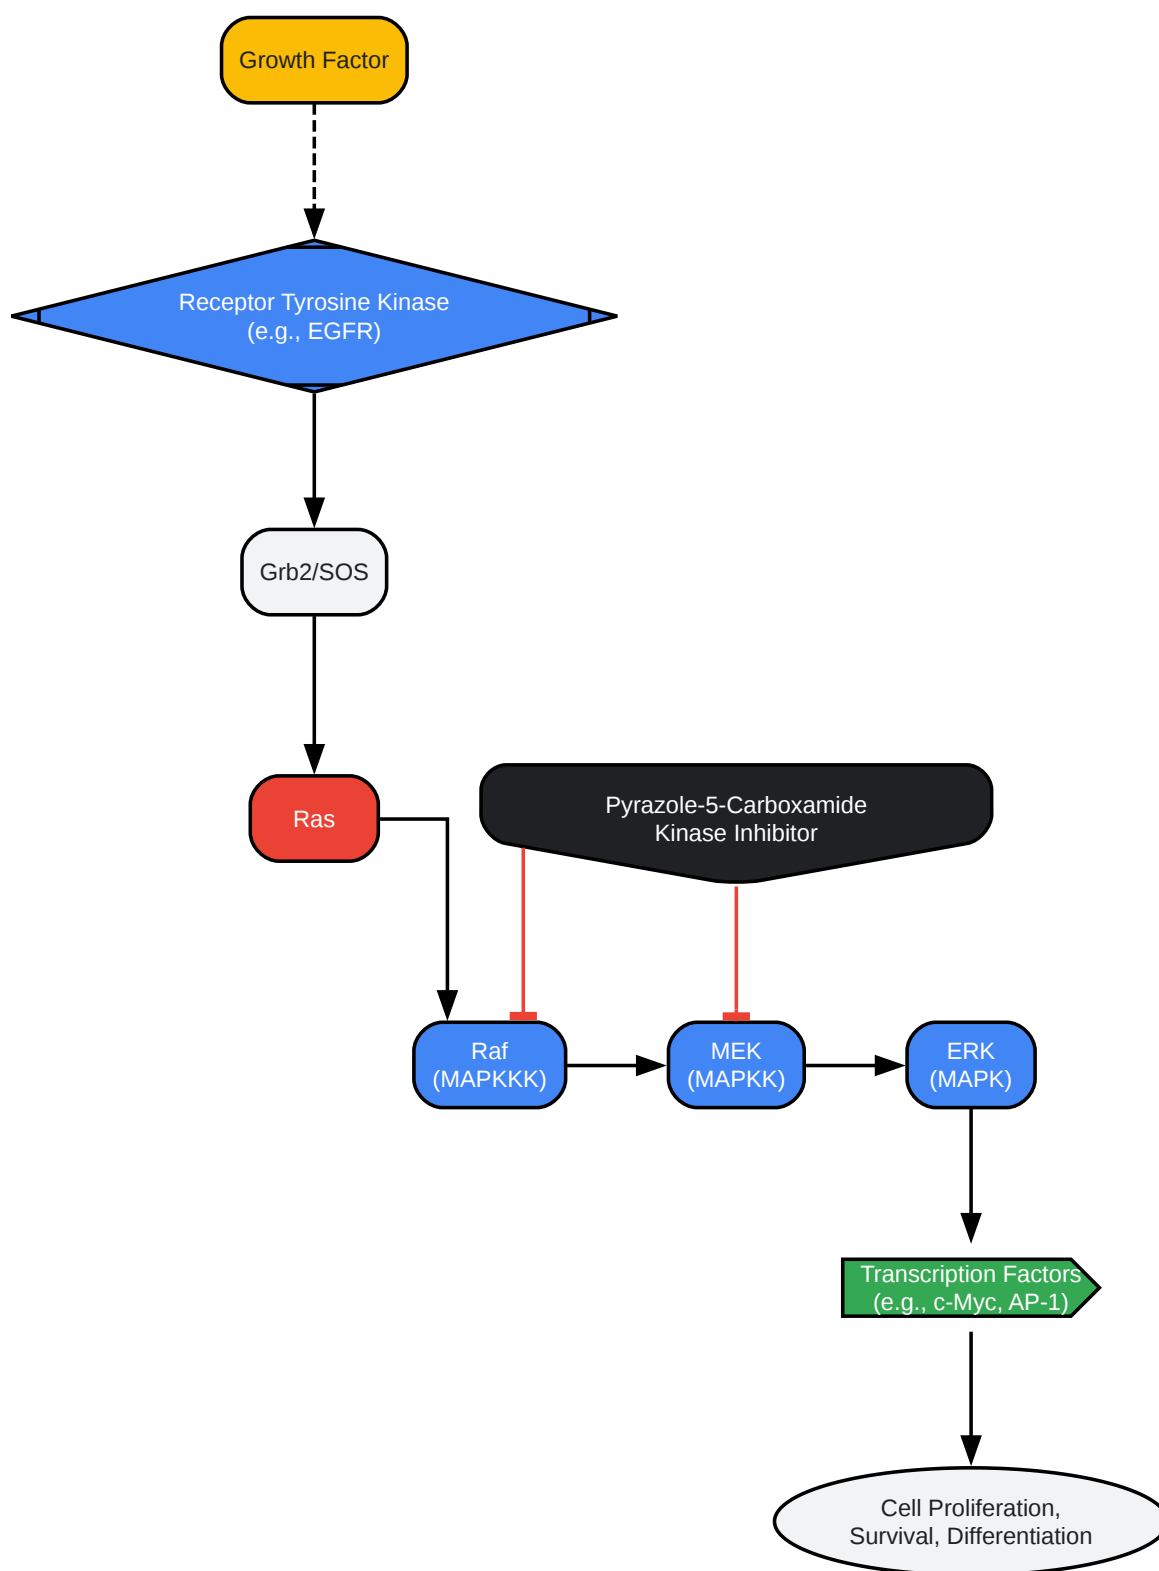 Growth Factor
Receptor Tyrosine Kinase
(e.g., EGFR)
Grb2/SOS
Ras
Pyrazole-5-Carboxamide
Kinase Inhibitor
Raf
(MAPKKK)
MEK
(MAPKK)
ERK
(MAPK)
Transcription Factors
(e.g., c-Myc, AP-1)
Cell Proliferation,
Survival, Differentiation